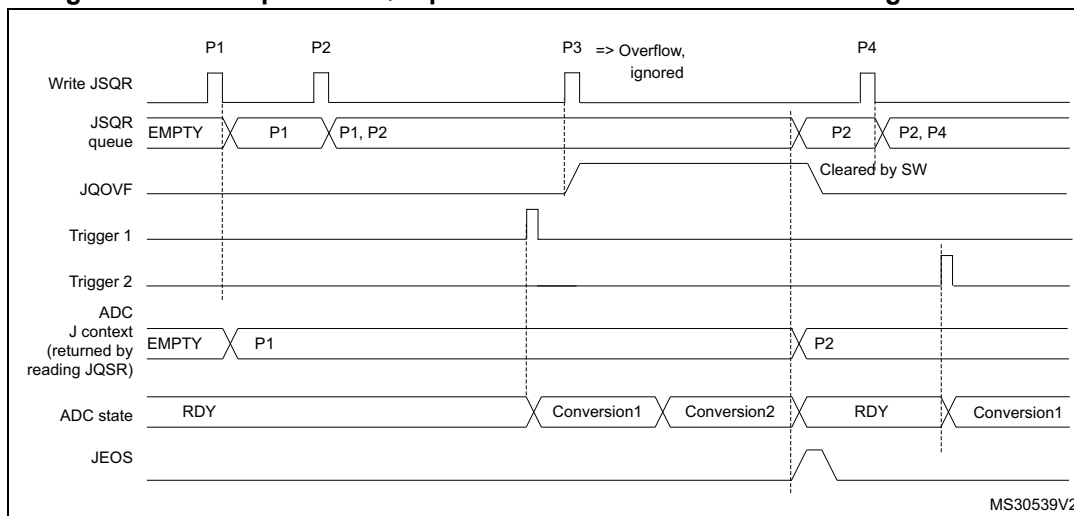 P1 P2 P3 => Overflow, P4
ignored
Write JSQR
JSQR
queue
EMPTY P1 P1, P2 P2 P2, P4
Cleared by SW
JQOVF
Trigger 1
Trigger 2
ADC
J context
(returned by
reading JQSR)
EMPTY P1 P2
ADC state RDY Conversion1 Conversion2 RDY Conversion1
JEOS
MS30539V2